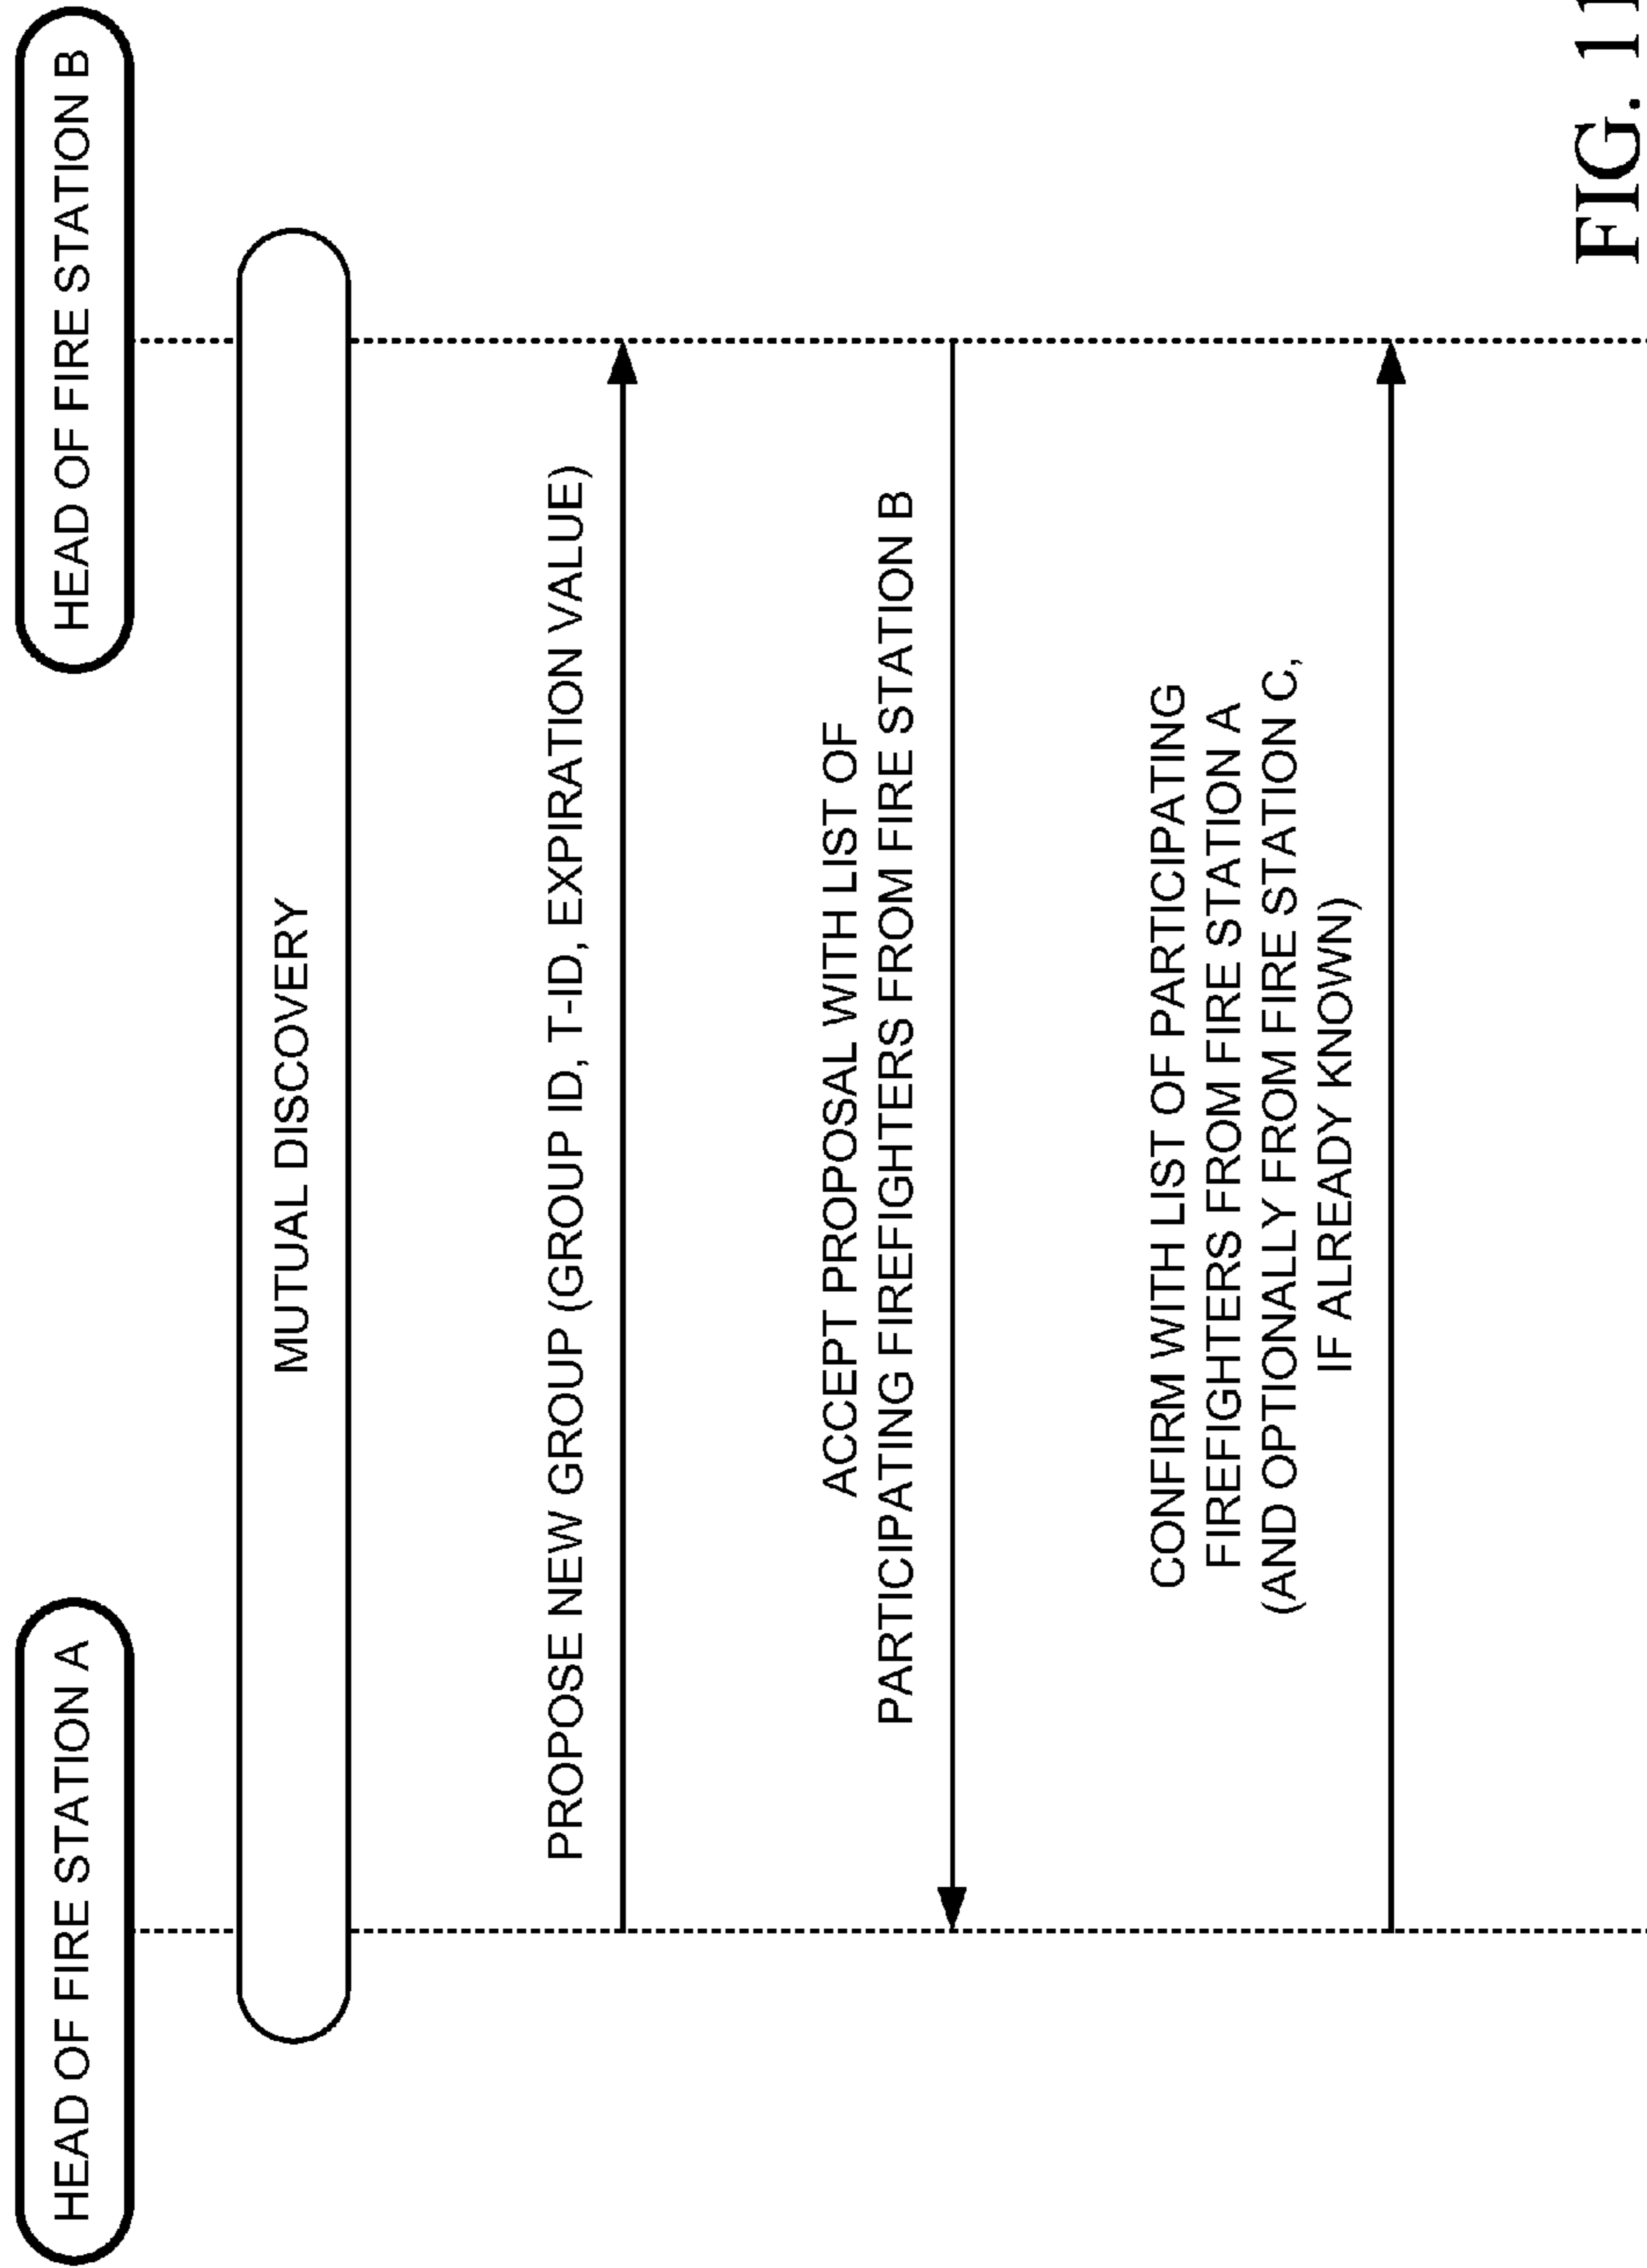 HEAD OF FIRE STATION A
HEAD OF FIRE STATION B
MUTUAL DISCOVERY
PROPOSE NEW GROUP (GROUP ID, T-ID, EXPIRATION VALUE)
ACCEPT PROPOSAL WITH LIST OF
PARTICIPATING FIREFIGHTERS FROM FIRE STATION B
CONFIRM WITH LIST OF PARTICIPATING
FIREFIGHTERS FROM FIRE STATION A
(AND OPTIONALLY FROM FIRE STATION C,
IF ALREADY KNOWN)
FIG. 11